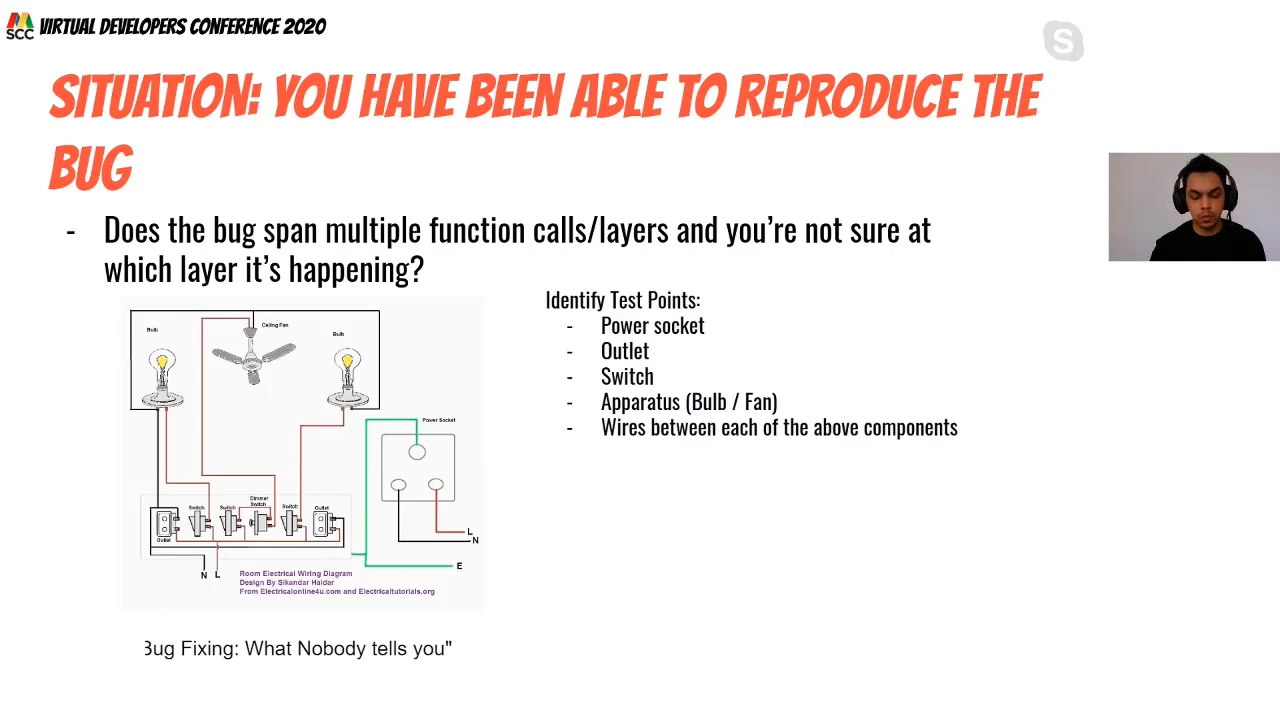 SCC VIRTUAL DEVELOPERS CONFERENCE 2020
S
SITUATION: YOU HAVE BEEN ABLE TO REPRODUCE THE
BUG
- Does the bug span multiple function calls/layers and you're not sure at
which layer it's happening?
Identify Test Points:
- Power socket
- Outlet
- Switch
- Apparatus (Bulb / Fan)
- Wires between each of the above components
Bulb
Ceiling Fan
Bulb
Power Socket
Switch
Switch
Dimmer
Switch
Switch
Outlet
Outlet
L
N
E
N L
Room Electrical Wiring Diagram
Design By Sikandar Haidar
From Electricalonline4u.com and Electricaltutorials.org
Bug Fixing: What Nobody tells you"